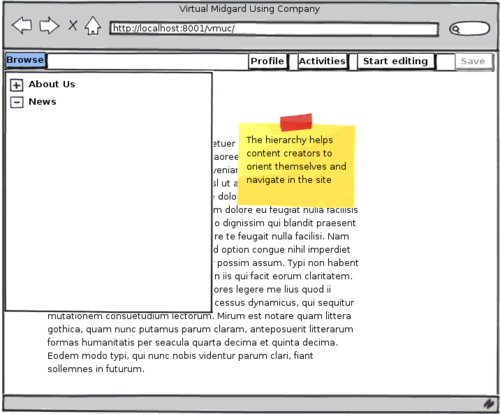 Virtual Midgard Using Company
http://localhost:8001/vmuc/
Browse Profile Activities Start editing Save
+ About Us
− News
The hierarchy helps
content creators to
orient themselves and
navigate in the site
etuer
aoree
veniar
sl ut a
e dolo
m dolore eu feugiat nulla facilisis
o dignissim qui blandit praesent
re te feugait nulla facilisi. Nam
d option congue nihil imperdiet
possim assum. Typi non habent
n iis qui facit eorum claritatem.
ores legere me lius quod ii
cessus dynamicus, qui sequitur
mutationem consuetudium lectorum. Mirum est notare quam littera
gothica, quam nunc putamus parum claram, anteposuerit litterarum
formas humanitatis per seacula quarta decima et quinta decima.
Eodem modo typi, qui nunc nobis videntur parum clari, fiant
sollemnes in futurum.